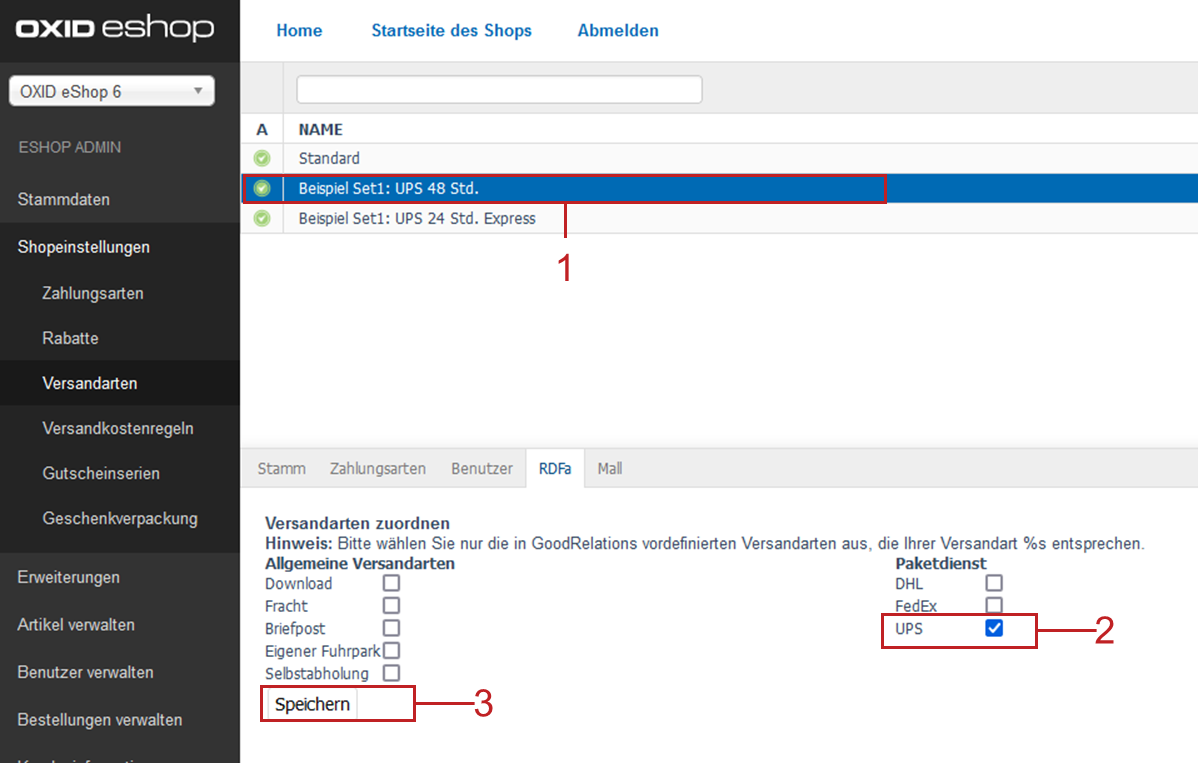 OXID eshop
Home Startseite des Shops Abmelden
OXID eShop 6
ESHOP ADMIN
Stammdaten
Shopeinstellungen
Zahlungsarten
Rabatte
Versandarten
Versandkostenregeln
Gutscheinserien
Geschenkverpackung
Erweiterungen
Artikel verwalten
Benutzer verwalten
Bestellungen verwalten
A NAME
Standard
Beispiel Set1: UPS 48 Std.
Beispiel Set1: UPS 24 Std. Express
1
Stamm Zahlungsarten Benutzer RDFa Mall
Versandarten zuordnen
Hinweis: Bitte wählen Sie nur die in GoodRelations vordefinierten Versandarten aus, die Ihrer Versandart %s entsprechen.
Allgemeine Versandarten
Download
Fracht
Briefpost
Eigener Fuhrpark
Selbstabholung
Paketdienst
DHL
FedEx
UPS
2
Speichern
3